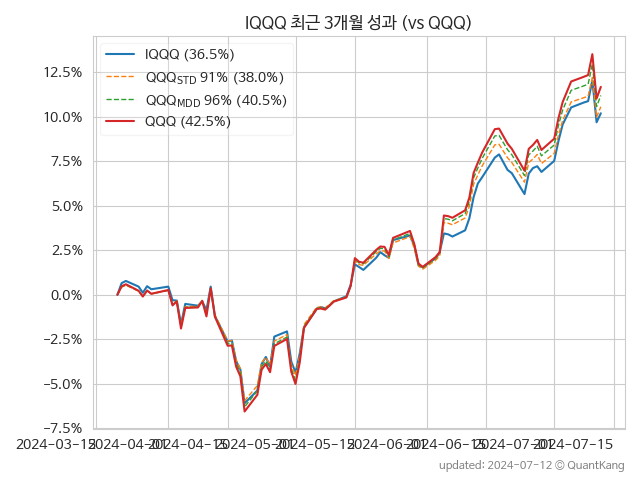 IQQQ 최근 3개월 성과 (vs QQQ)
IQQQ (36.5%)
QQQSTD 91% (38.0%)
QQQMDD 96% (40.5%)
QQQ (42.5%)
12.5%
10.0%
7.5%
5.0%
2.5%
0.0%
−2.5%
−5.0%
−7.5%
2024-03-15 2024-04-01 2024-04-15 2024-05-01 2024-05-15 2024-06-01 2024-06-15 2024-07-01 2024-07-15
updated: 2024-07-12 © QuantKang